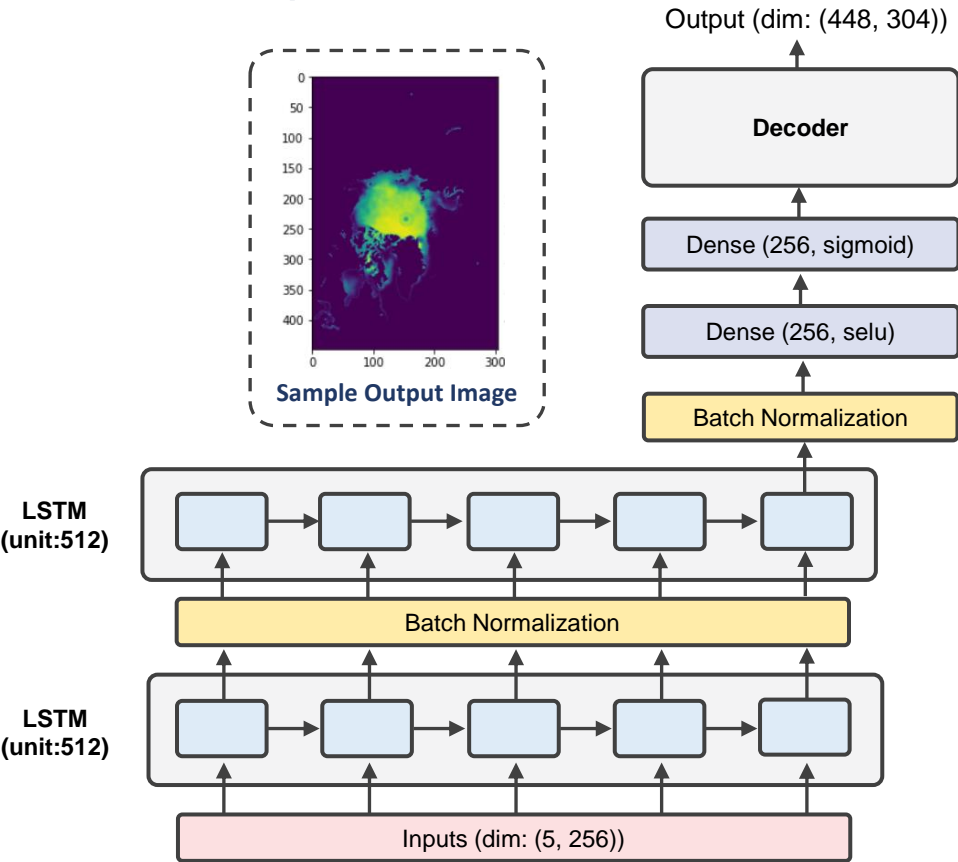 Output (dim: (448, 304))
Decoder
Dense (256, sigmoid)
Dense (256, selu)
Batch Normalization
0
50
100
150
200
250
300
350
400
0 100 200 300
Sample Output Image
LSTM
(unit:512)
Batch Normalization
LSTM
(unit:512)
Inputs (dim: (5, 256))